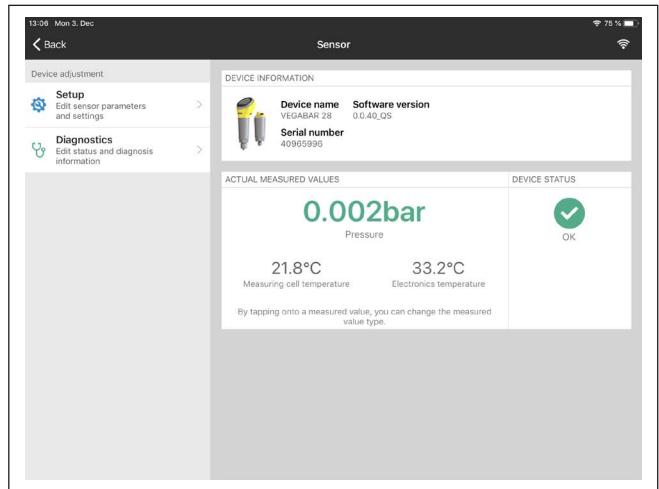 13:06 Mon 3. Dec
75 %
Back
Sensor
Device adjustment
Setup
Edit sensor parameters
and settings
Diagnostics
Edit status and diagnosis
information
DEVICE INFORMATION
Device name Software version
VEGABAR 28 0.0.40_QS
Serial number
40965996
ACTUAL MEASURED VALUES
DEVICE STATUS
0.002bar
Pressure
OK
21.8°C 33.2°C
Measuring cell temperature Electronics temperature
By tapping onto a measured value, you can change the measured
value type.